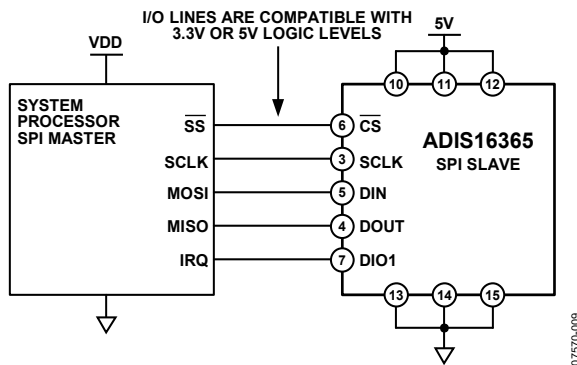 I/O LINES ARE COMPATIBLE WITH
3.3V OR 5V LOGIC LEVELS
VDD
5V
10 11 12
SYSTEM
PROCESSOR
SPI MASTER
ADIS16365
SPI SLAVE
SS 6 CS
SCLK 3 SCLK
MOSI 5 DIN
MISO 4 DOUT
IRQ 7 DIO1
13 14 15
07570-009